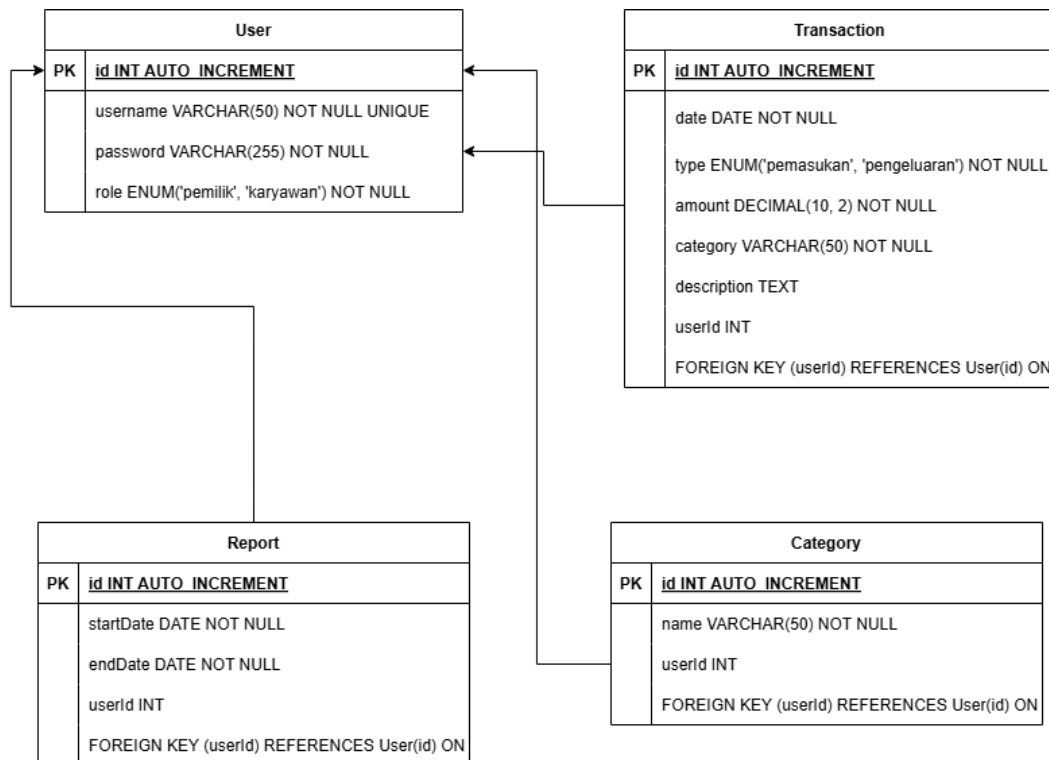 User
PK id INT AUTO_INCREMENT
username VARCHAR(50) NOT NULL UNIQUE
password VARCHAR(255) NOT NULL
role ENUM('pemilik', 'karyawan') NOT NULL
Transaction
PK id INT AUTO_INCREMENT
date DATE NOT NULL
type ENUM('pemasukan', 'pengeluaran') NOT NULL
amount DECIMAL(10, 2) NOT NULL
category VARCHAR(50) NOT NULL
description TEXT
userId INT
FOREIGN KEY (userId) REFERENCES User(id) ON
Report
PK id INT AUTO_INCREMENT
startDate DATE NOT NULL
endDate DATE NOT NULL
userId INT
FOREIGN KEY (userId) REFERENCES User(id) ON
Category
PK id INT AUTO_INCREMENT
name VARCHAR(50) NOT NULL
userId INT
FOREIGN KEY (userId) REFERENCES User(id) ON